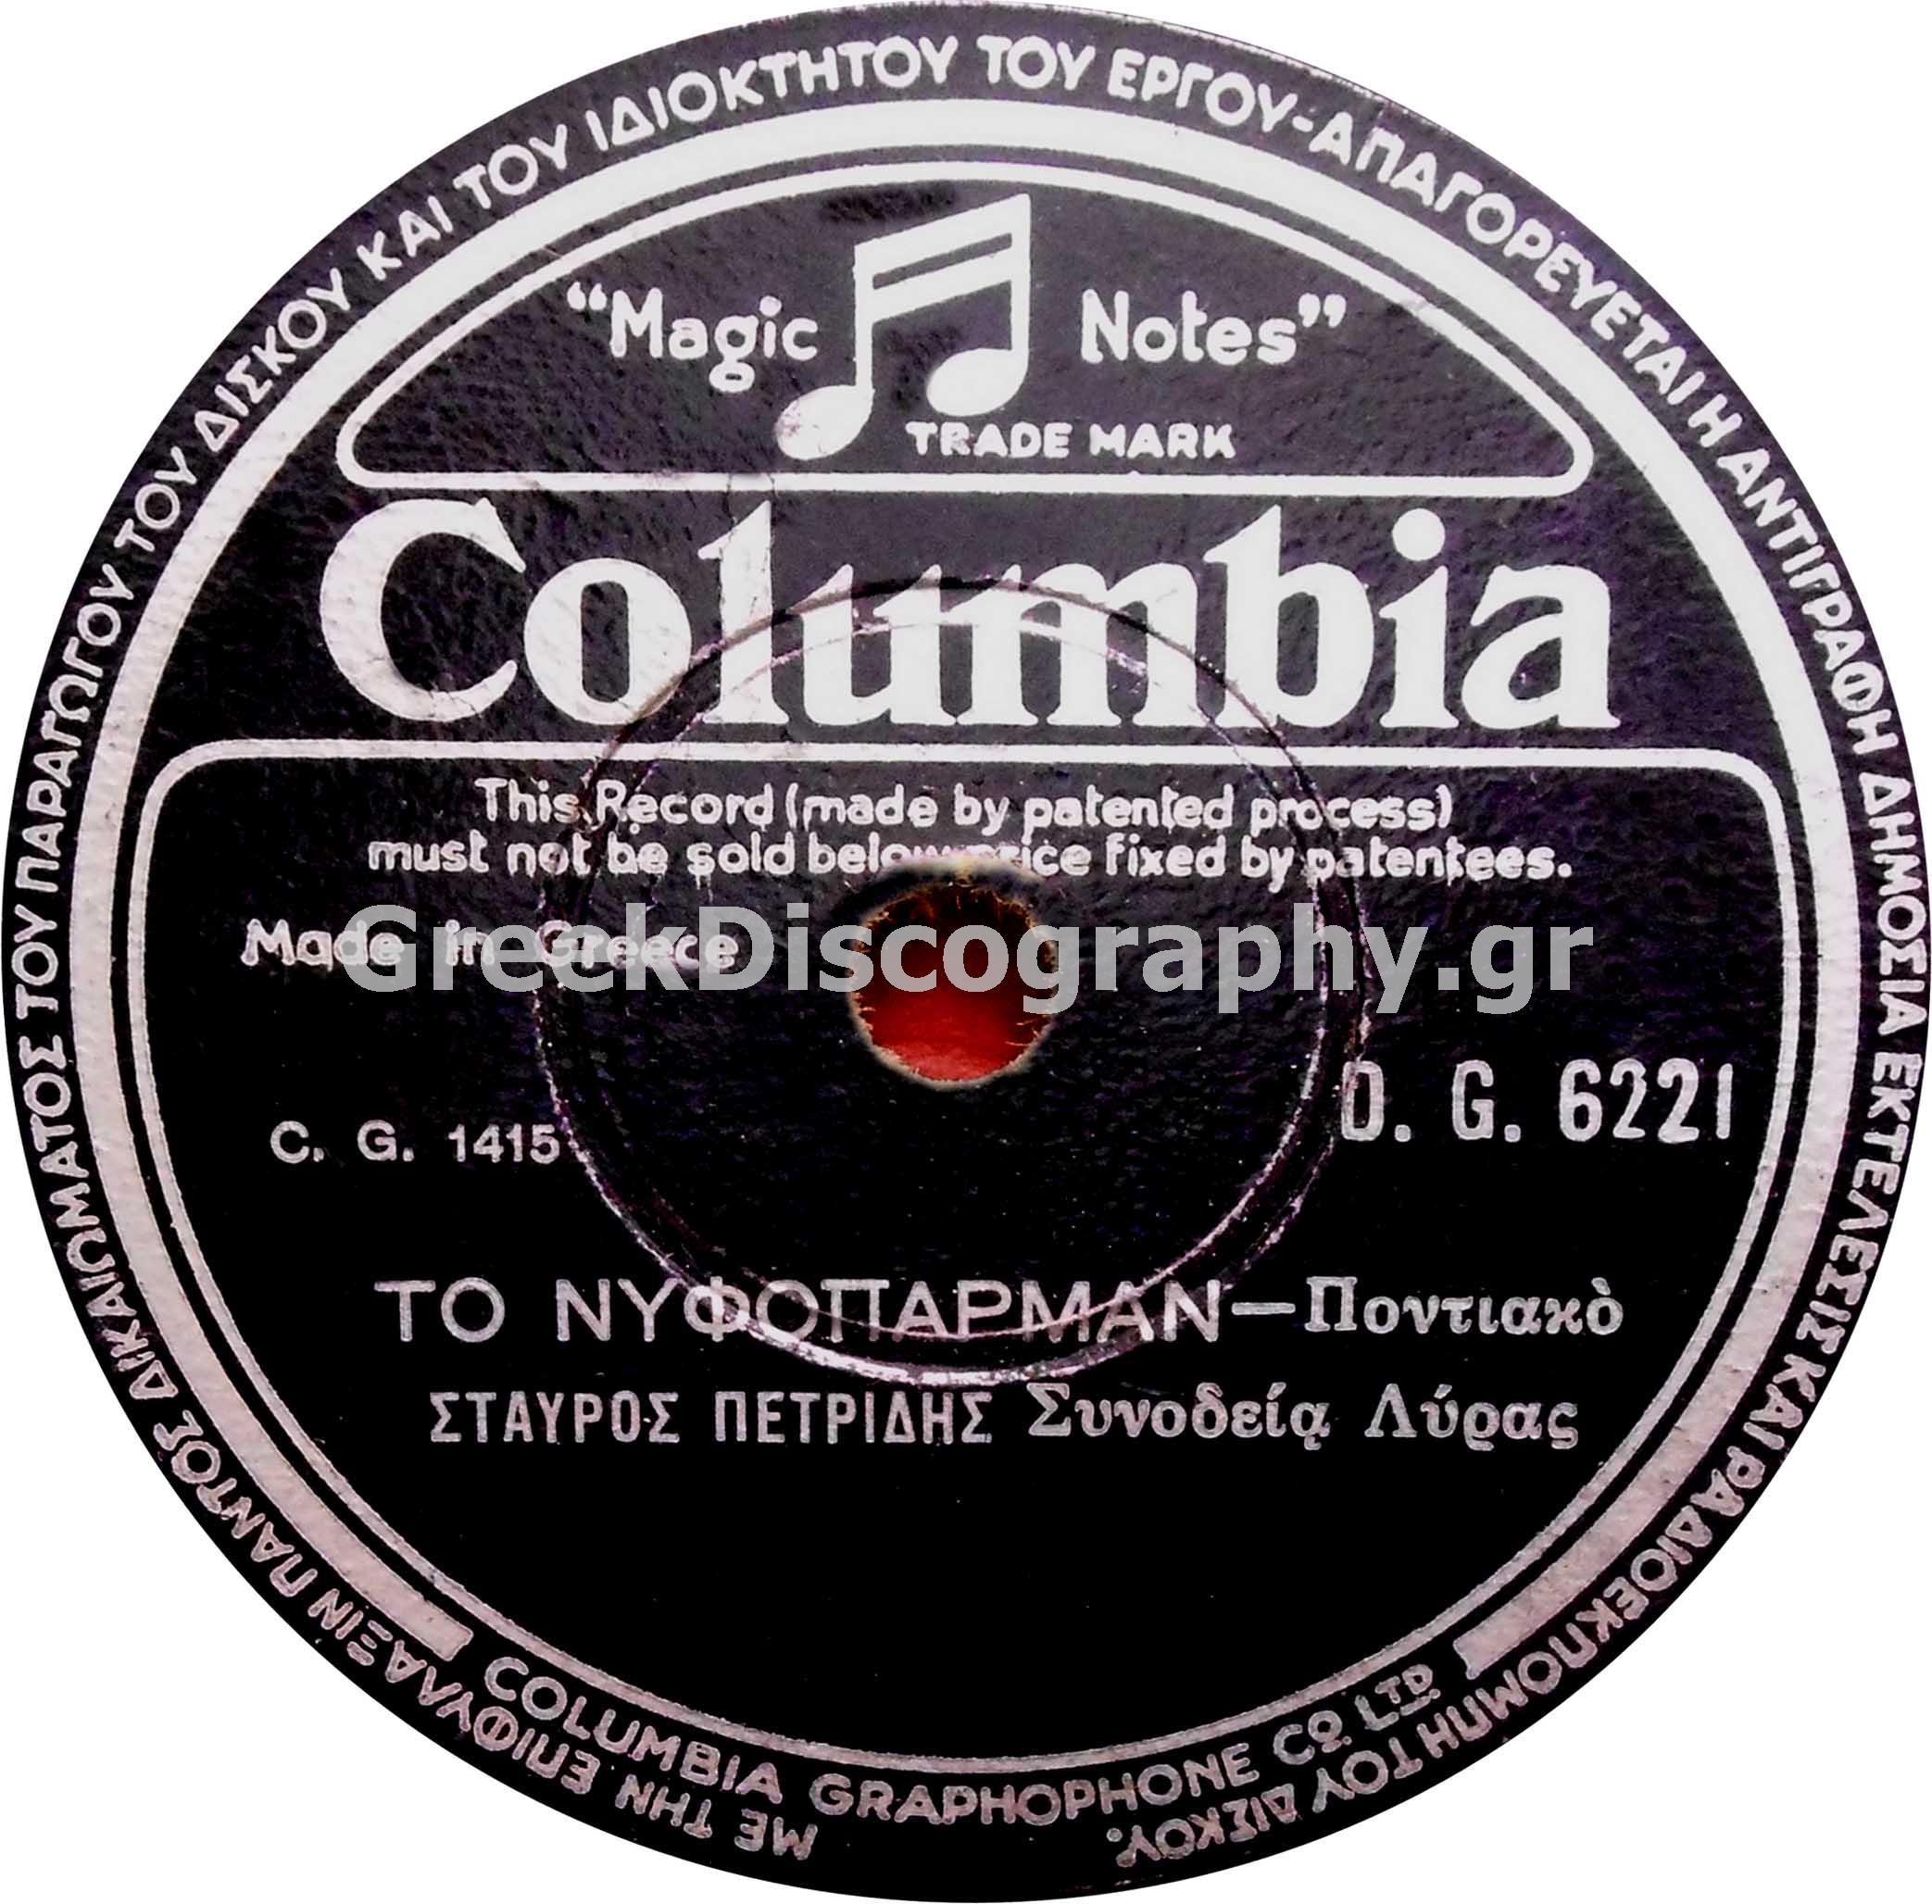 ΜΕ ΤΗΝ ΕΠΙΦΥΛΑΞΙΝ ΠΑΝΤΟΣ ΔΙΚΑΙΩΜΑΤΟΣ ΤΟΥ ΠΑΡΑΓΩΓΟΥ ΤΟΥ ΔΙΣΚΟΥ ΚΑΙ ΤΟΥ ΙΔΙΟΚΤΗΤΟΥ ΤΟΥ ΕΡΓΟΥ-ΑΠΑΓΟΡΕΥΕΤΑΙ Η ΑΝΤΙΓΡΑΦΗ ΔΗΜΟΣΙΑ ΕΚΤΕΛΕΣΙΣ ΚΑΙ ΡΑΔΙΟΕΚΠΟΜΠΗ ΤΟΥ ΔΙΣΚΟΥ.
“Magic Notes”
TRADE MARK
Columbia
This Record (made by patented process)
must not be sold below price fixed by patentees.
Made in Greece
GreekDiscography.gr
D. G. 6221
C. G. 1415
ΤΟ ΝΥΦΟΠΑΡΜΑΝ—Ποντιακὸ
ΣΤΑΥΡΟΣ ΠΕΤΡΙΔΗΣ Συνοδείᾳ Λύρας
COLUMBIA GRAPHOPHONE CO LTD